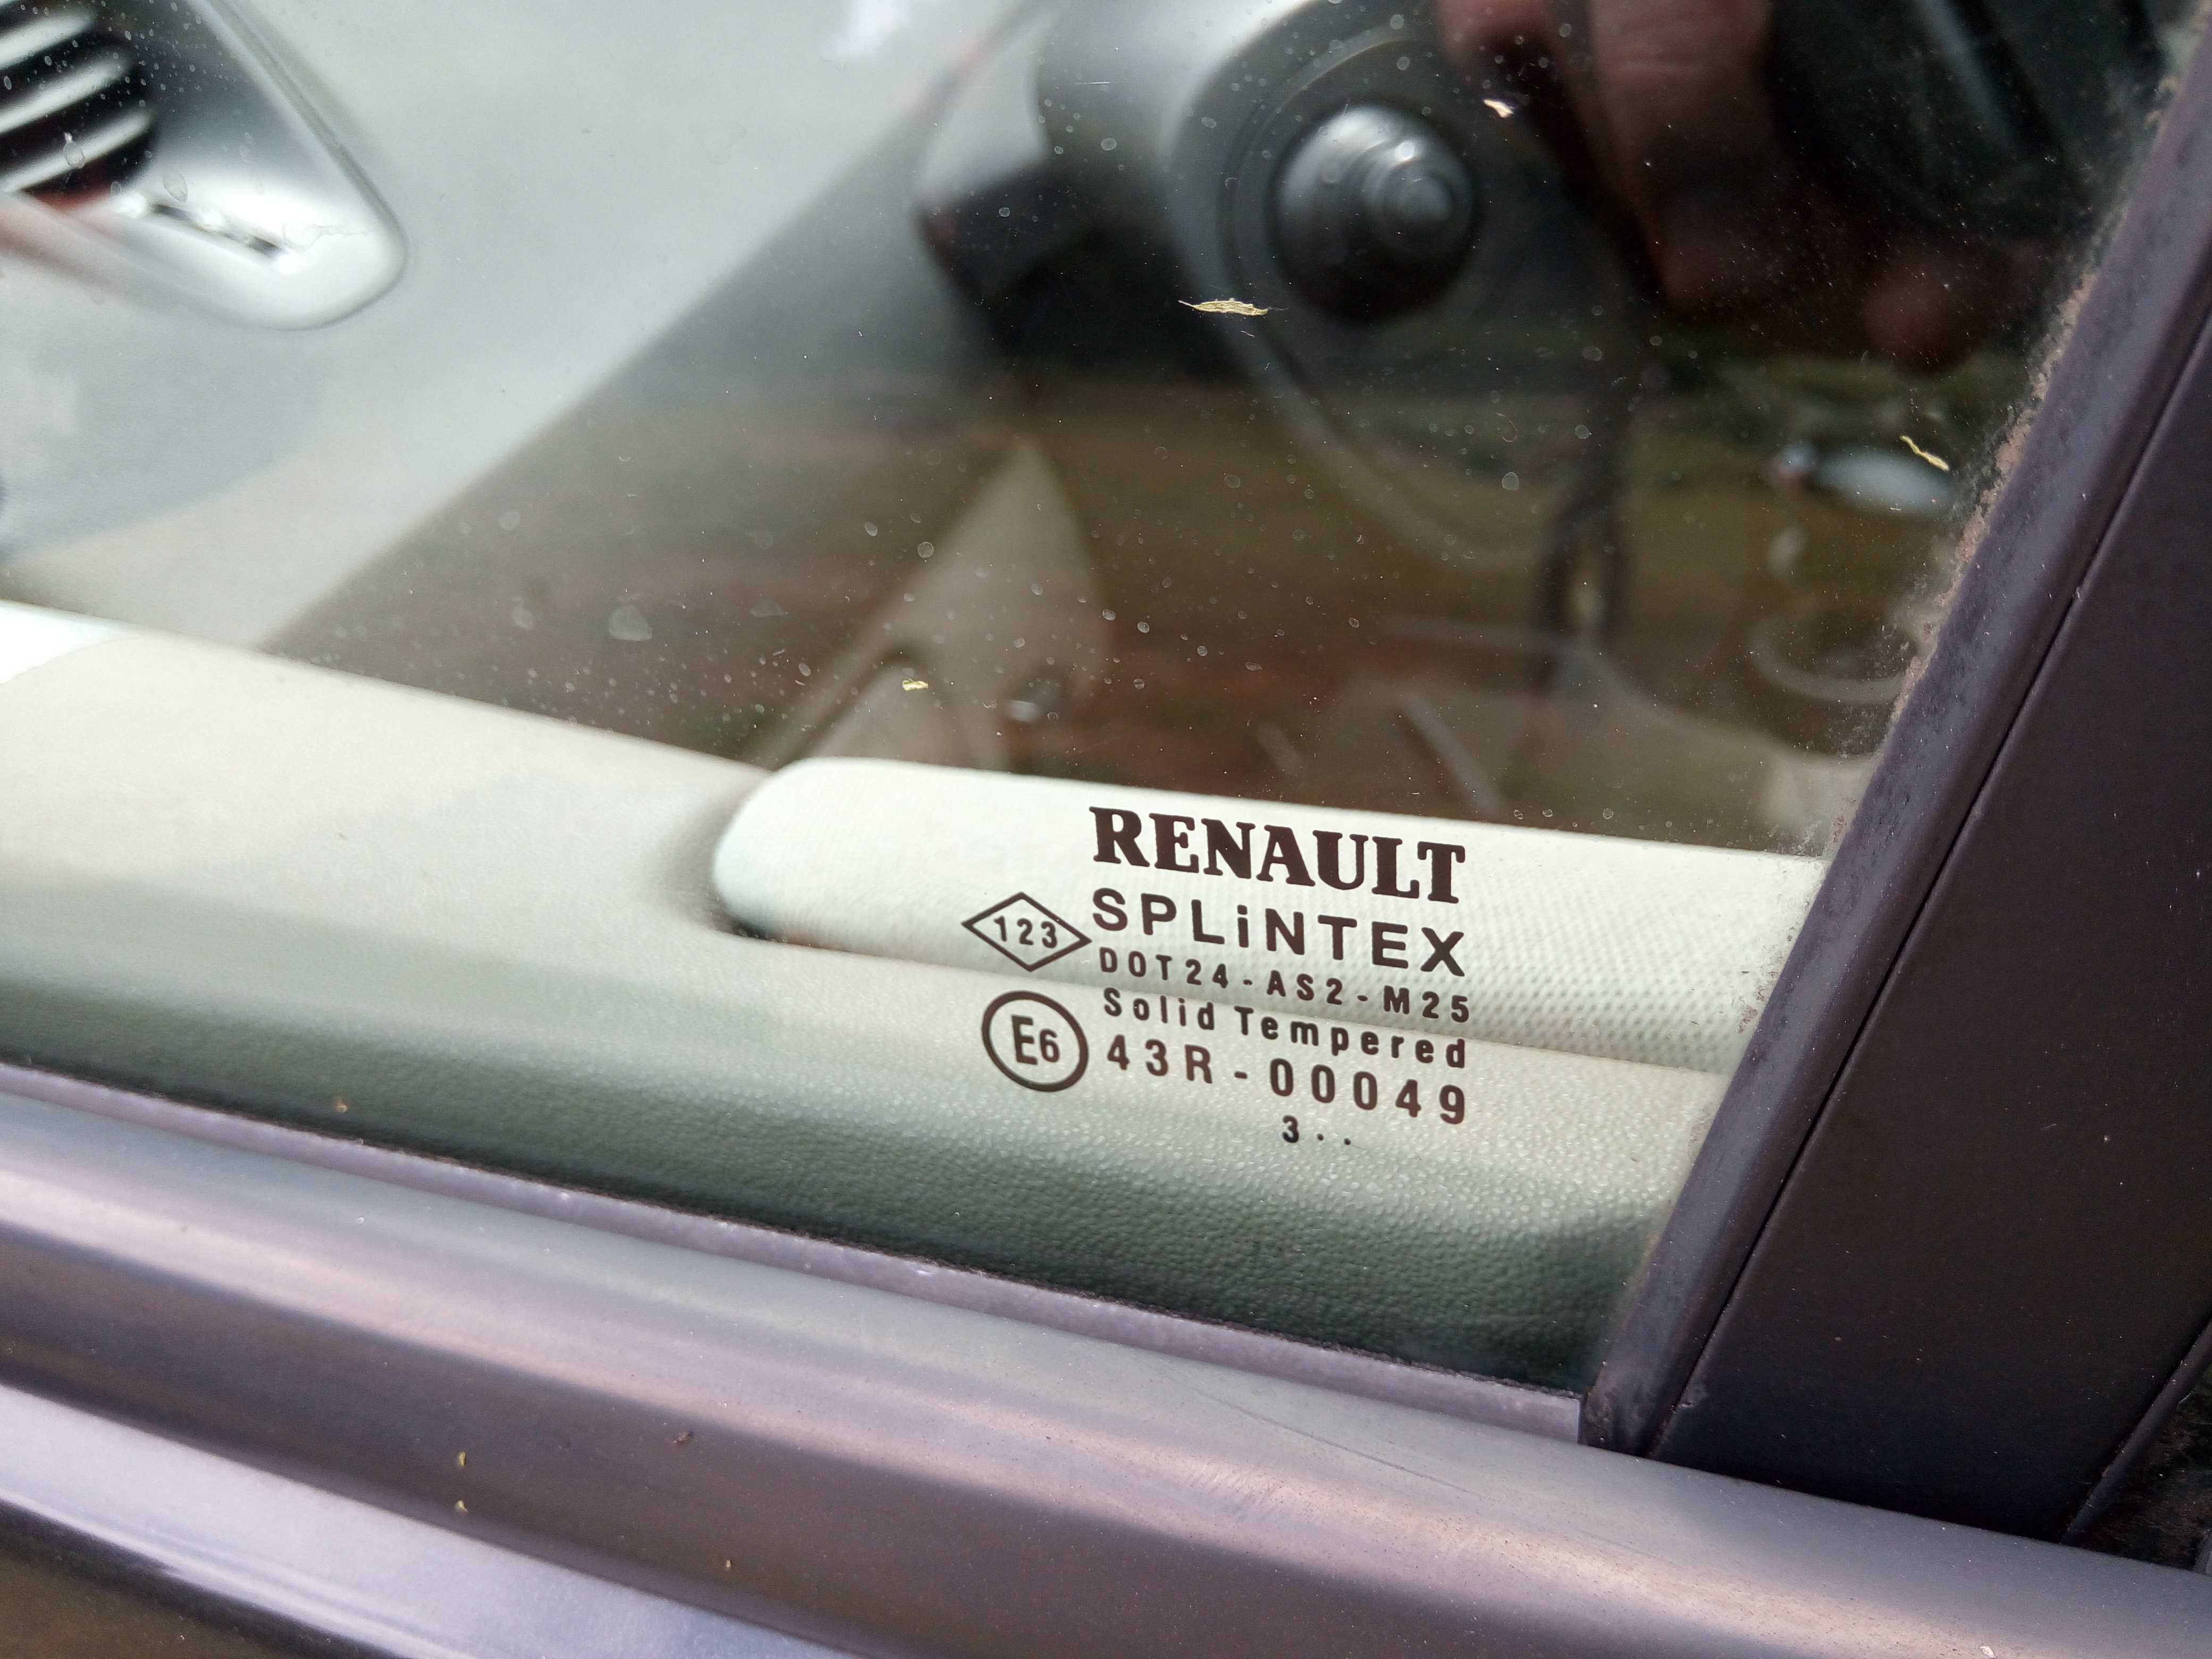 RENAULT
123 SPLiNTEX
DOT24-AS2-M25
Solid Tempered
E6 43R-00049
3··